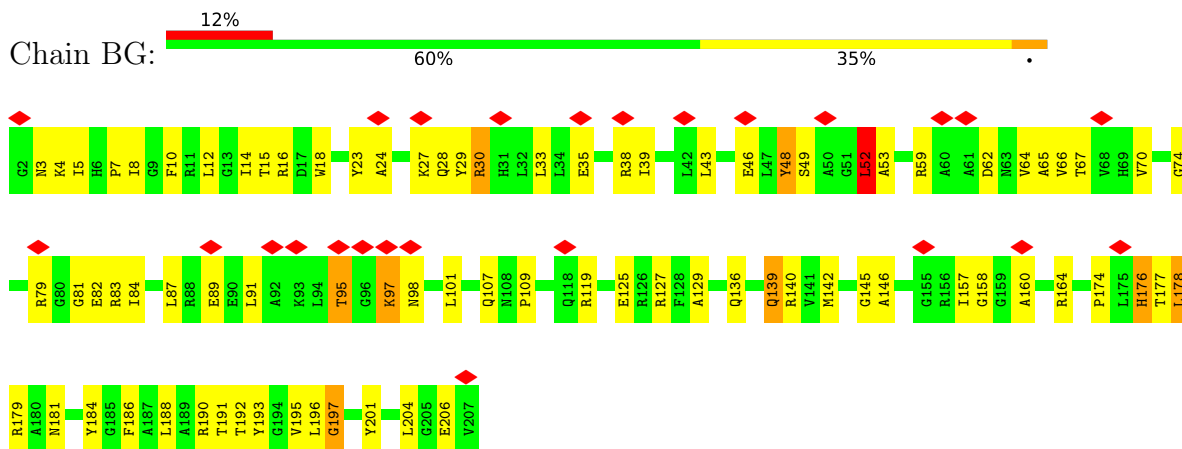 12%
Chain BG:
60% 35% •
G2 N3 K4 I5 H6 P7 I8 G9 F10 R11 L12 G13 I14 T15 R16 D17 W18 Y23 A24 K27 Q28 Y29 R30 H31 L32 L33 L34 E35 R38 I39 L42 L43 E46 L47 Y48 S49 A50 G51 L52 A53 R59 A60 A61 D62 N63 V64 A65 V66 T67 V68 H69 V70 G74
R79 G80 G81 E82 R83 I84 L87 R88 E89 E90 L91 A92 K93 L94 T95 G96 K97 N98 L101 Q107 N108 P109 Q118 R119 E125 R126 R127 F128 A129 Q136 Q139 R140 V141 M142 G145 A146 G155 R156 T157 G158 G159 A160 R164 P174 L175 H176 T177 L178
R179 A180 N181 Y184 G185 F186 A187 L188 A189 R190 T191 T192 Y193 G194 V195 L196 G197 Y201 L204 G205 E206 V207